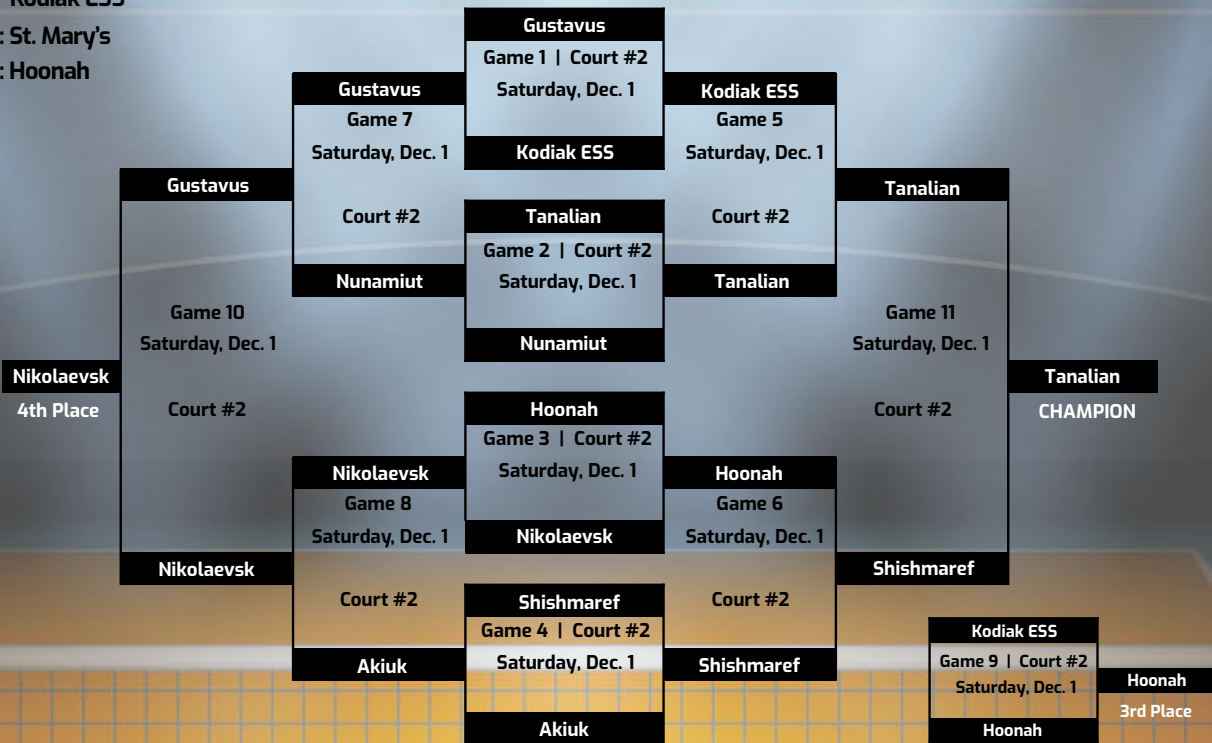 Kodiak ESS
: St. Mary's
: Hoonah
Gustavus
Game 1 | Court #2
Saturday, Dec. 1
Kodiak ESS
Gustavus
Game 7
Saturday, Dec. 1
Court #2
Nunamiut
Kodiak ESS
Game 5
Saturday, Dec. 1
Court #2
Tanalian
Tanalian
Game 2 | Court #2
Saturday, Dec. 1
Nunamiut
Gustavus
Game 10
Saturday, Dec. 1
Court #2
Nikolaevsk
Tanalian
Game 11
Saturday, Dec. 1
Court #2
Shishmaref
Nikolaevsk
4th Place
Tanalian
CHAMPION
Hoonah
Game 3 | Court #2
Saturday, Dec. 1
Nikolaevsk
Nikolaevsk
Game 8
Saturday, Dec. 1
Court #2
Akiuk
Hoonah
Game 6
Saturday, Dec. 1
Court #2
Shishmaref
Shishmaref
Game 4 | Court #2
Saturday, Dec. 1
Akiuk
Kodiak ESS
Game 9 | Court #2
Saturday, Dec. 1
Hoonah
Hoonah
3rd Place